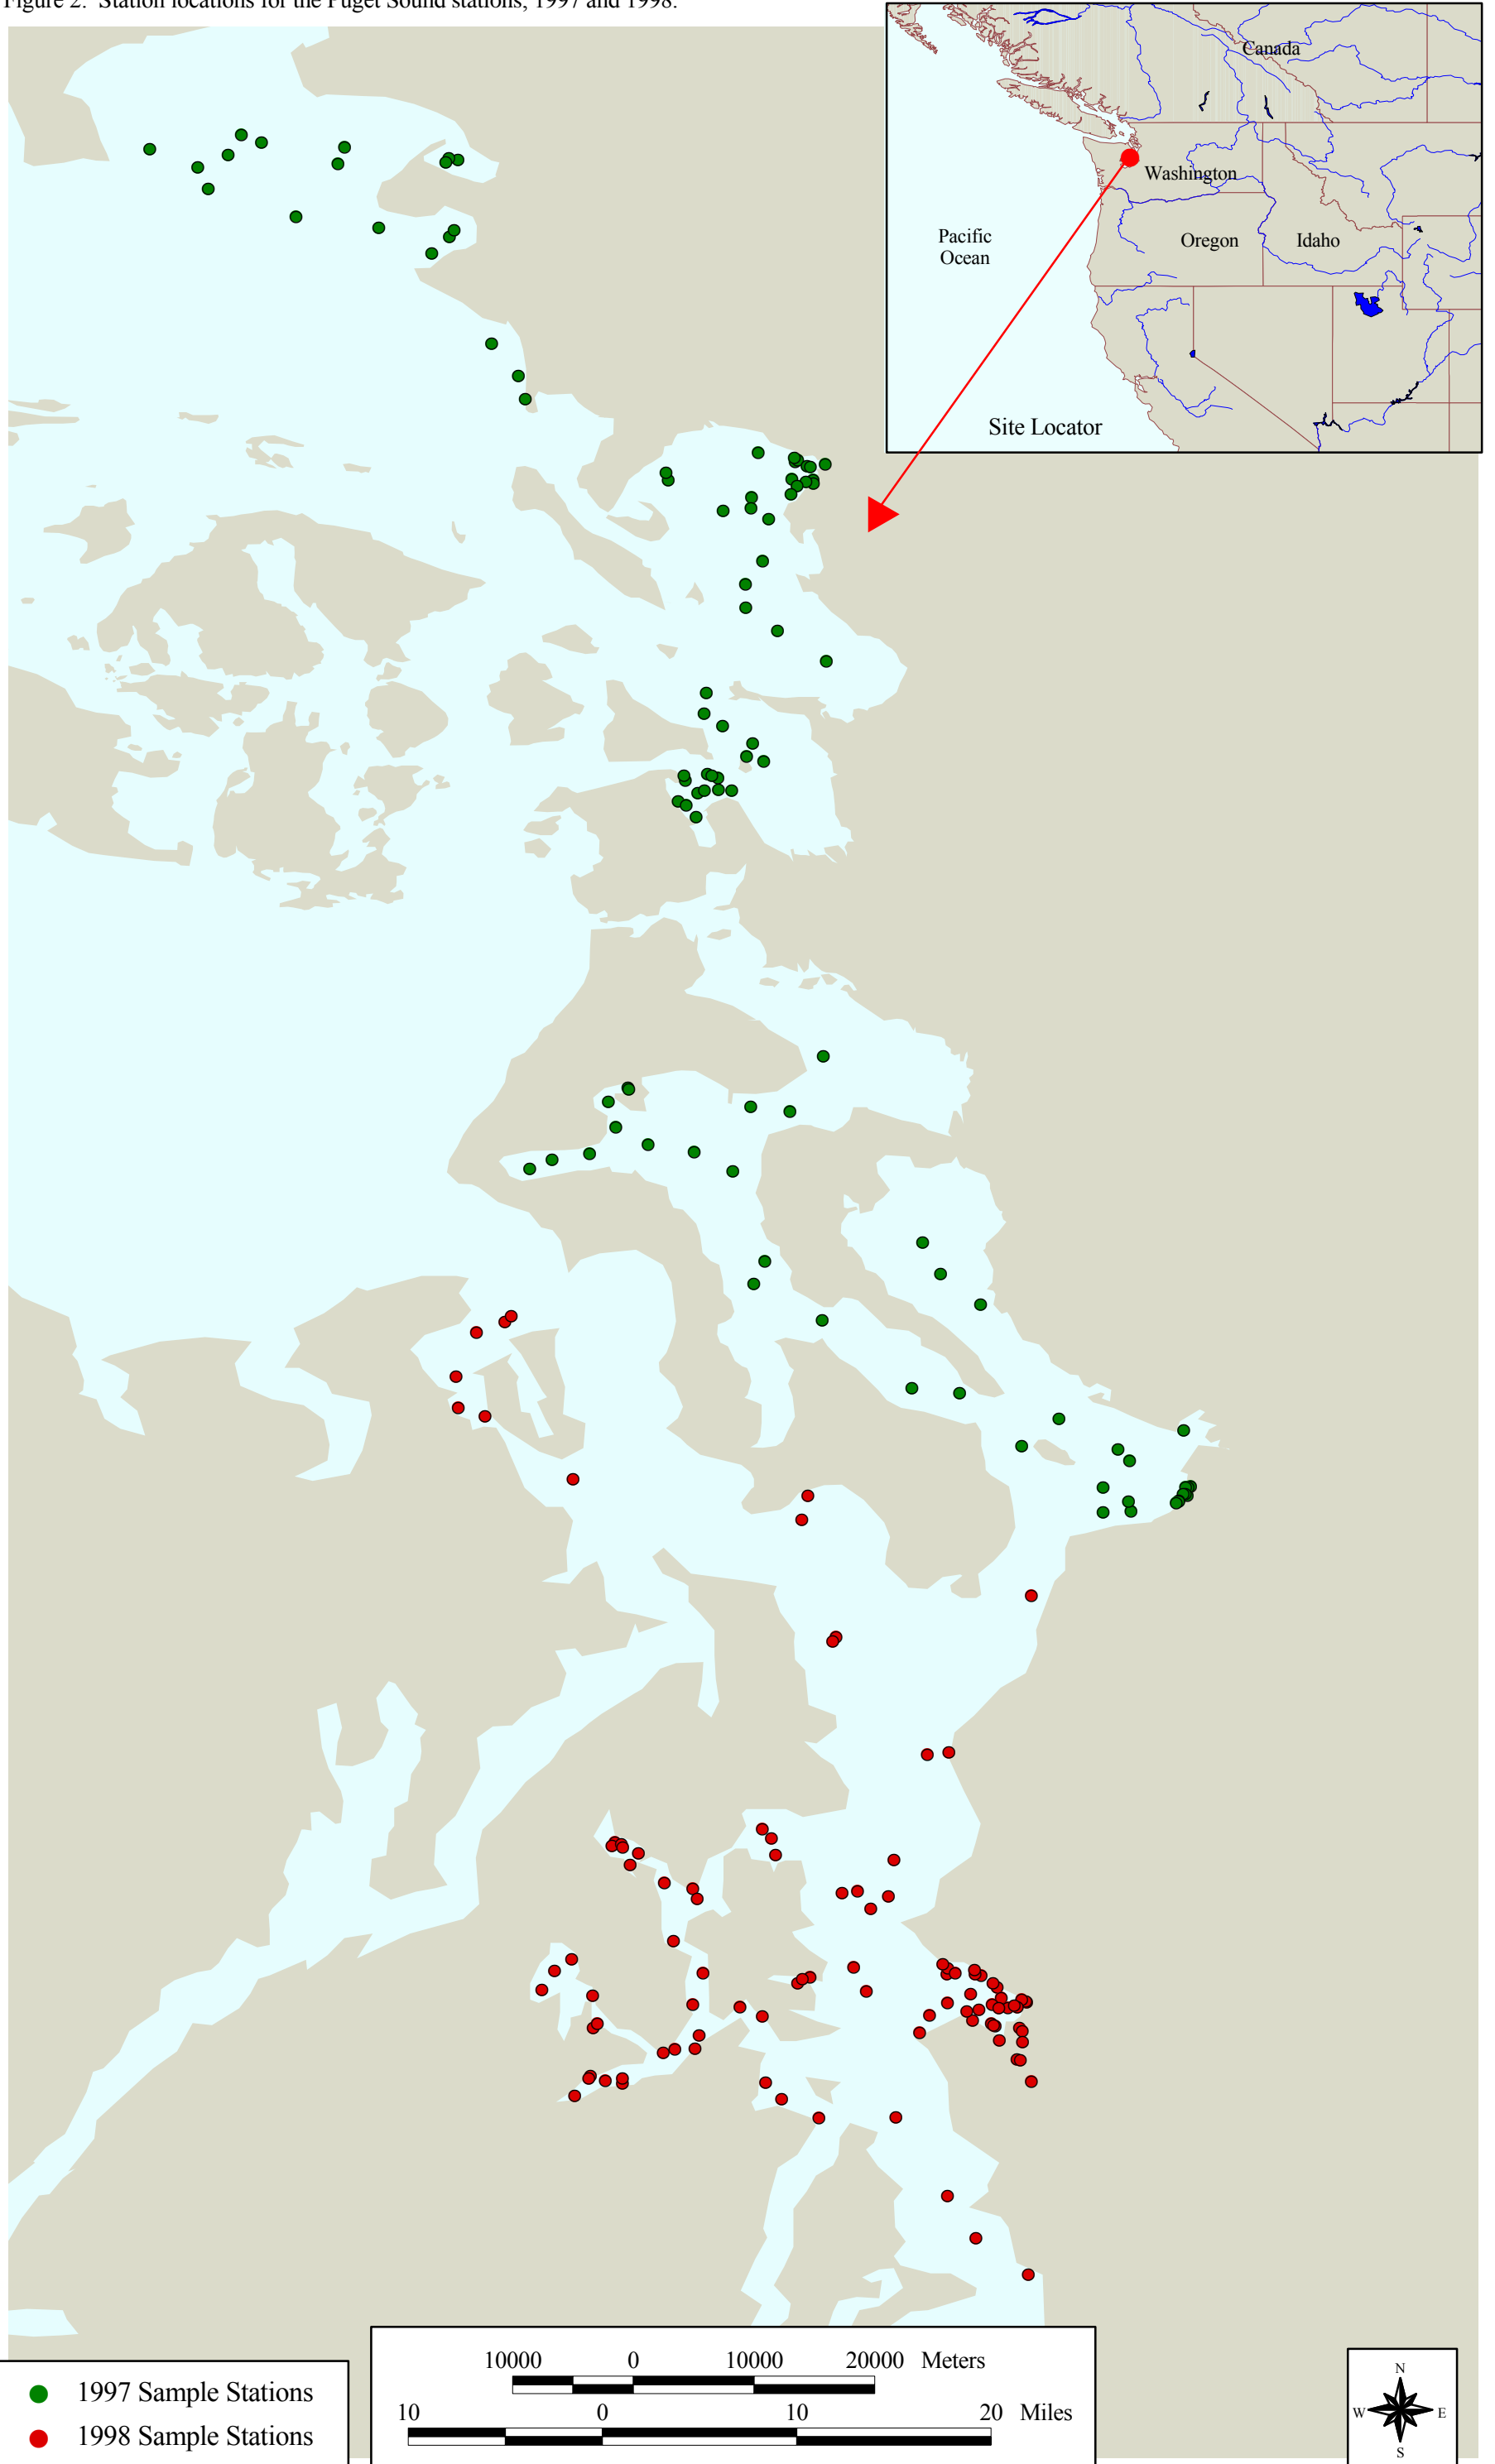 Figure 2. Station locations for the Puget Sound stations, 1997 and 1998.
Canada
Washington
Pacific
Ocean
Oregon
Idaho
Site Locator
10000 0 10000 20000 Meters
10 0 10 20 Miles
1997 Sample Stations
1998 Sample Stations
N
W E
S